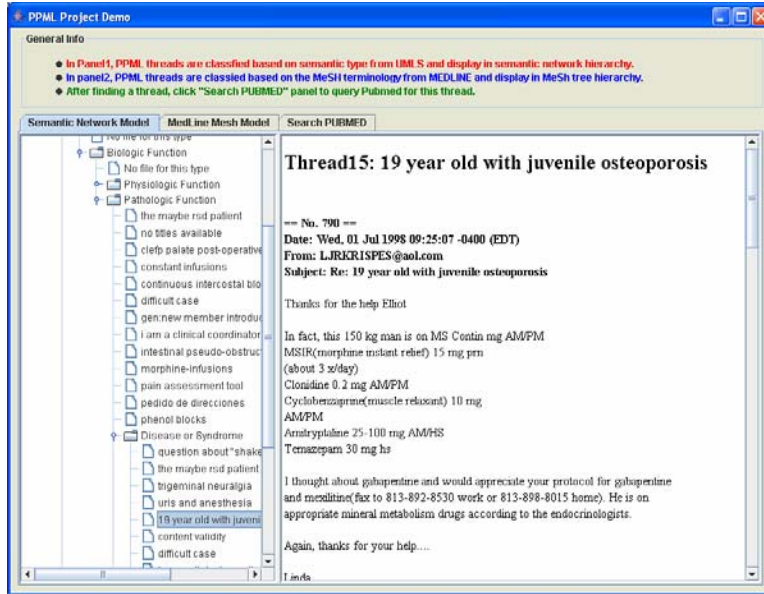 PPML Project Demo
General Info
In Panel1, PPML threads are classfied based on semantic type from UMLS and display in semantic network hierarchy.
In panel2, PPML threads are classied based on the MeSH terminology from MEDLINE and display in MeSh tree hierarchy.
After finding a thread, click "Search PUBMED" panel to query Pubmed for this thread.
Semantic Network Model
MedLine Mesh Model
Search PUBMED
No file for this type
Biologic Function
No file for this type
Physiologic Function
Pathologic Function
the maybe rsd patient
no titles available
clefp palate post-operative
constant infusions
continuous intercostal blo
difficult case
gen:new member introduc
i am a clinical coordinator
intestinal pseudo-obstruc
morphine-infusions
pain assessment tool
pedido de direcciones
phenol blocks
Disease or Syndrome
question about "shake
the maybe rsd patient
trigeminal neuralgia
uris and anesthesia
19 year old with juveni
content validity
difficult case
Thread15: 19 year old with juvenile osteoporosis
== No. 790 ==
Date: Wed, 01 Jul 1998 09:25:07 -0400 (EDT)
From: LJRKRISPES@aol.com
Subject: Re: 19 year old with juvenile osteoporosis
Thanks for the help Elliot
In fact, this 150 kg man is on MS Contin mg AM/PM
MSIR(morphine instant relief) 15 mg prn
(about 3 x/day)
Clonidine 0.2 mg AM/PM
Cyclobenzaprine(muscle relaxant) 10 mg
AM/PM
Amitryptaline 25-100 mg AM/HS
Temazepam 30 mg hs
I thought about gabapentine and would appreciate your protocol for gabapentine
and mexilitine(fax to 813-892-8530 work or 813-898-8015 home). He is on
appropriate mineral metabolism drugs according to the endocrinologists.
Again, thanks for your help....
Linda